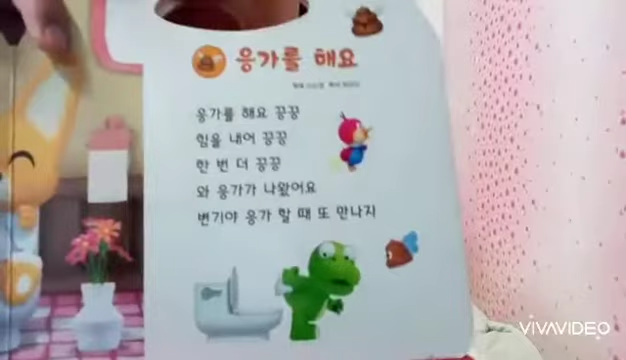 응가를 해요
응가를 해요 끙끙
힘을 내어 끙끙
한 번 더 끙끙
와 응가가 나왔어요
변기야 응가 할 때 또 만나지
VIVAVIDEO